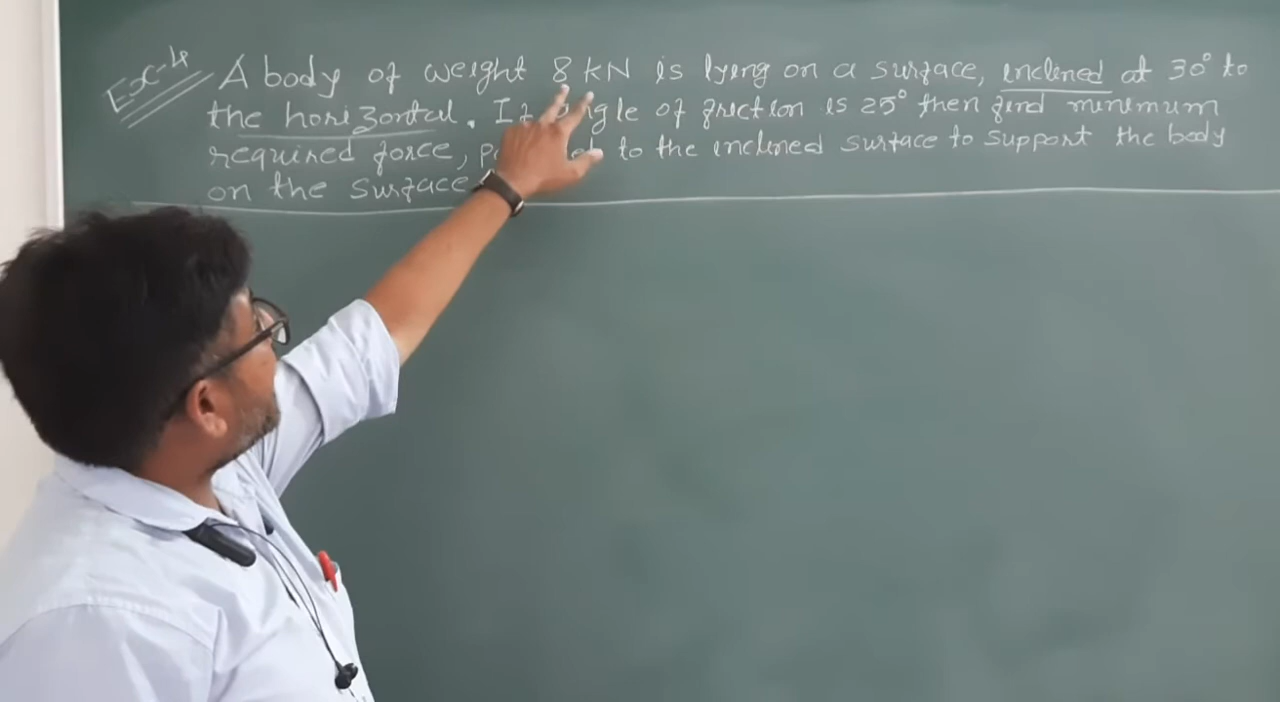 Ex-4 A body of weight 8 kN is lying on a surface, inclined at 30° to
the horizontal. If angle of friction is 25° then find minimum
required force, to the inclined surface to support the body
on the surface